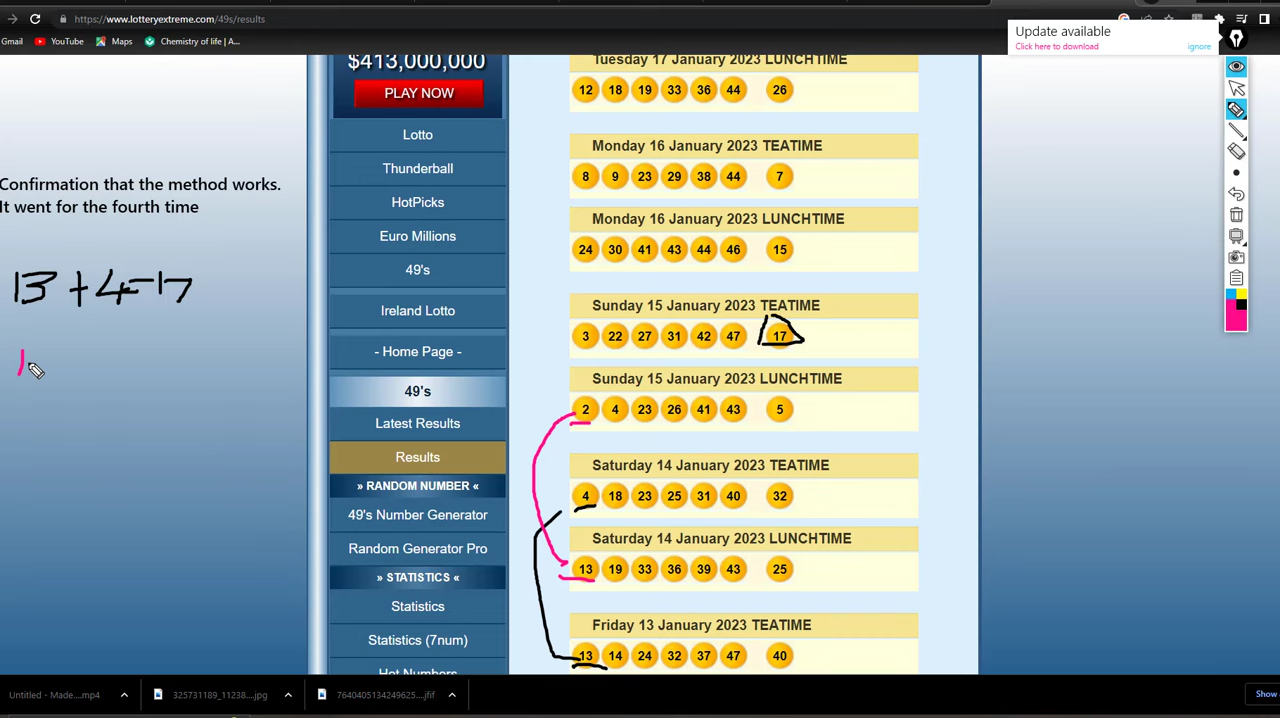 https://www.lotteryextreme.com/49s/results
Gmail YouTube Maps Chemistry of life | A...
Update available
Click here to download ignore
$413,000,000
PLAY NOW
Lotto
Thunderball
HotPicks
Euro Millions
49's
Ireland Lotto
- Home Page -
49's
Latest Results
Results
» RANDOM NUMBER «
49's Number Generator
Random Generator Pro
» STATISTICS «
Statistics
Statistics (7num)
Hot Numbers
Confirmation that the method works.
It went for the fourth time
13 + 4 = 17
Tuesday 17 January 2023 LUNCHTIME
12 18 19 33 36 44 26
Monday 16 January 2023 TEATIME
8 9 23 29 38 44 7
Monday 16 January 2023 LUNCHTIME
24 30 41 43 44 46 15
Sunday 15 January 2023 TEATIME
3 22 27 31 42 47 17
Sunday 15 January 2023 LUNCHTIME
2 4 23 26 41 43 5
Saturday 14 January 2023 TEATIME
4 18 23 25 31 40 32
Saturday 14 January 2023 LUNCHTIME
13 19 33 36 39 43 25
Friday 13 January 2023 TEATIME
13 14 24 32 37 47 40
Untitled - Made....mp4 325731189_11238....jpg 7640405134249625....jfif Show